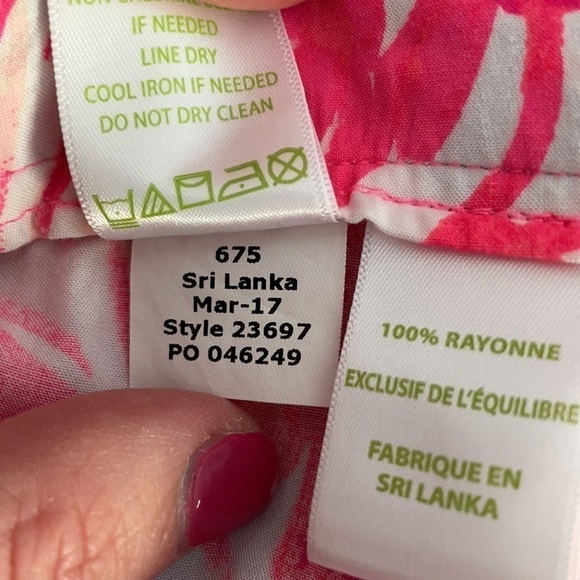 IF NEEDED
LINE DRY
COOL IRON IF NEEDED
DO NOT DRY CLEAN
675
Sri Lanka
Mar-17
Style 23697
PO 046249
100% RAYONNE
EXCLUSIF DE L'ÉQUILIBRE
FABRIQUE EN
SRI LANKA